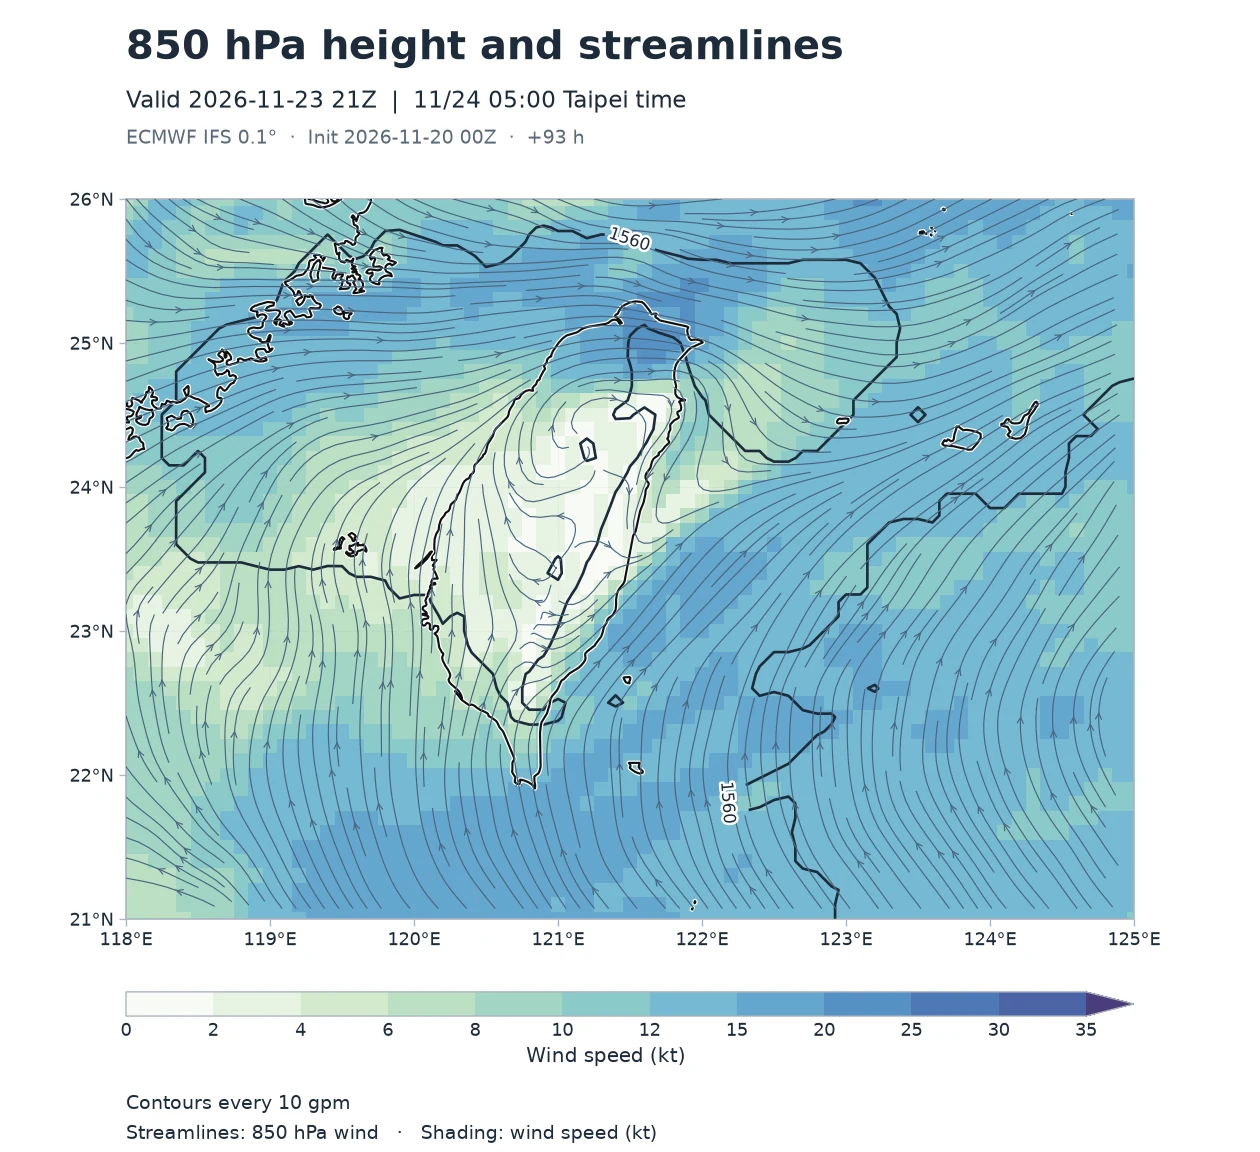 850 hPa height and streamlines
Valid 2026-11-23 21Z | 11/24 05:00 Taipei time
ECMWF IFS 0.1° · Init 2026-11-20 00Z · +93 h
26°N
1560
25°N
24°N
23°N
22°N
1560
21°N
118°E 119°E 120°E 121°E 122°E 123°E 124°E 125°E
0 2 4 6 8 10 12 15 20 25 30 35
Wind speed (kt)
Contours every 10 gpm
Streamlines: 850 hPa wind · Shading: wind speed (kt)